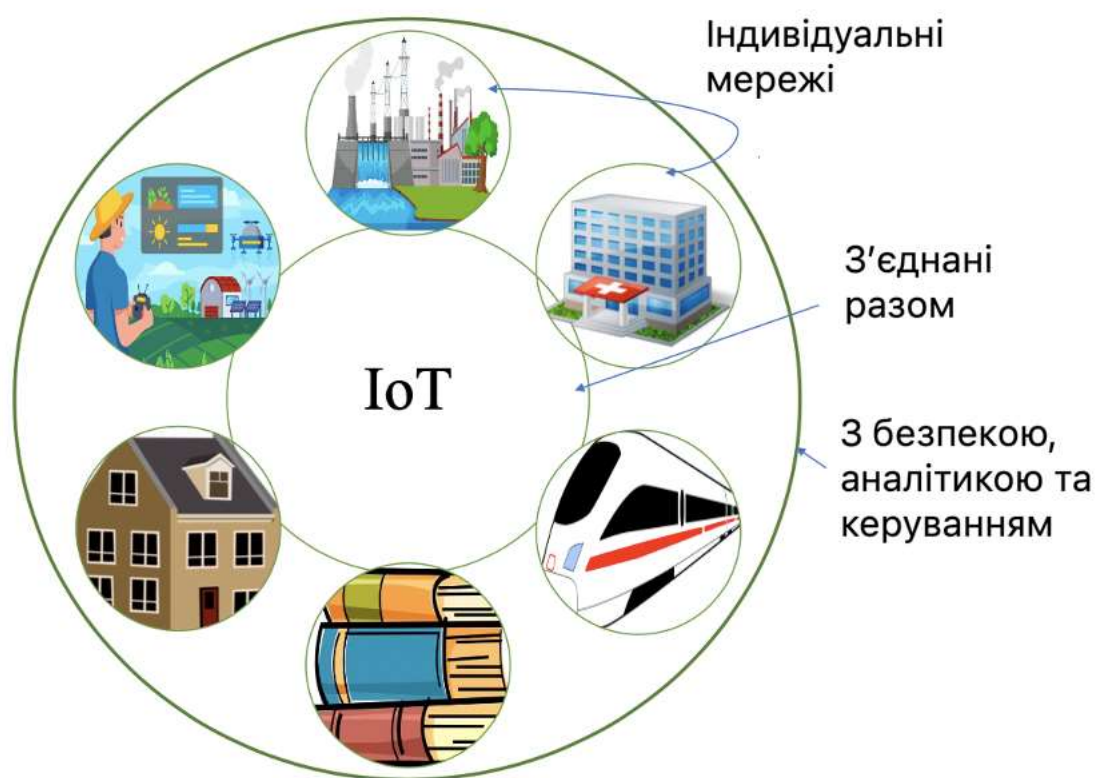 Індивідуальні
мережі
З’єднані
разом
IoT
З безпекою,
аналітикою та
керуванням